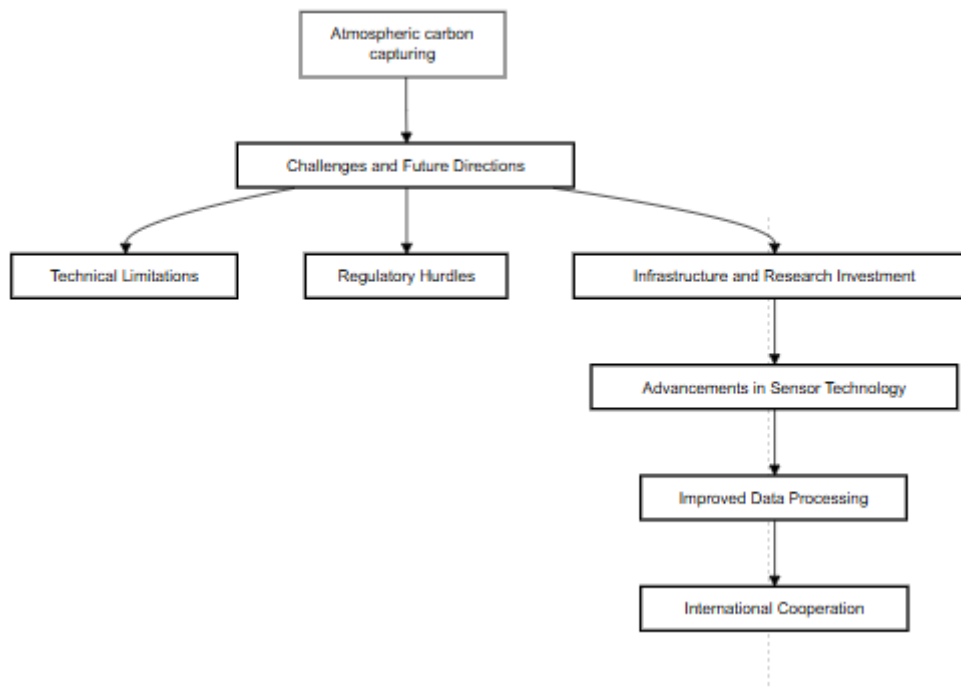 Atmospheric carbon
capturing
Challenges and Future Directions
Technical Limitations
Regulatory Hurdles
Infrastructure and Research Investment
Advancements in Sensor Technology
Improved Data Processing
International Cooperation